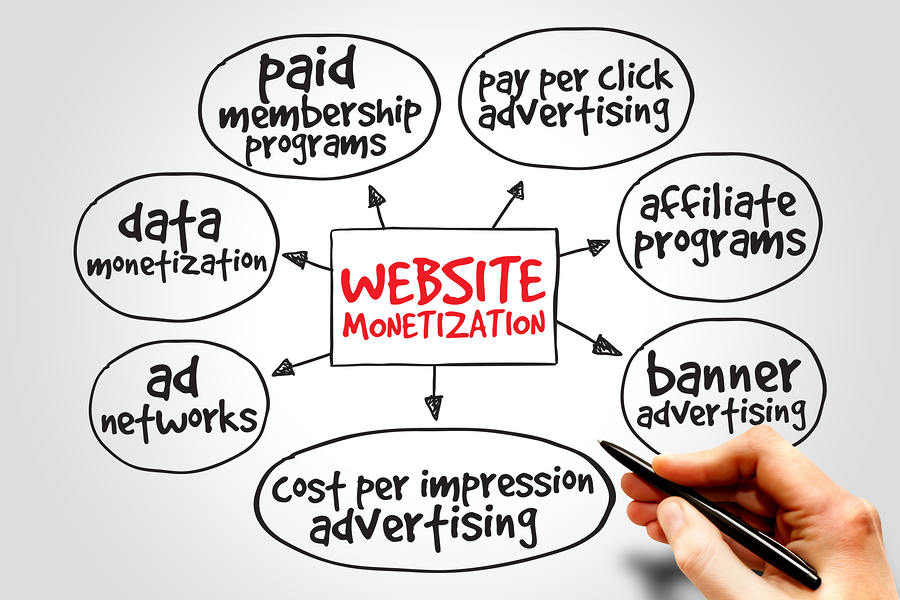 paid
membership
programs
pay per click
advertising
data
monetization
WEBSITE
MONETIZATION
affiliate
programs
ad
networks
banner
advertising
cost per impression
advertising